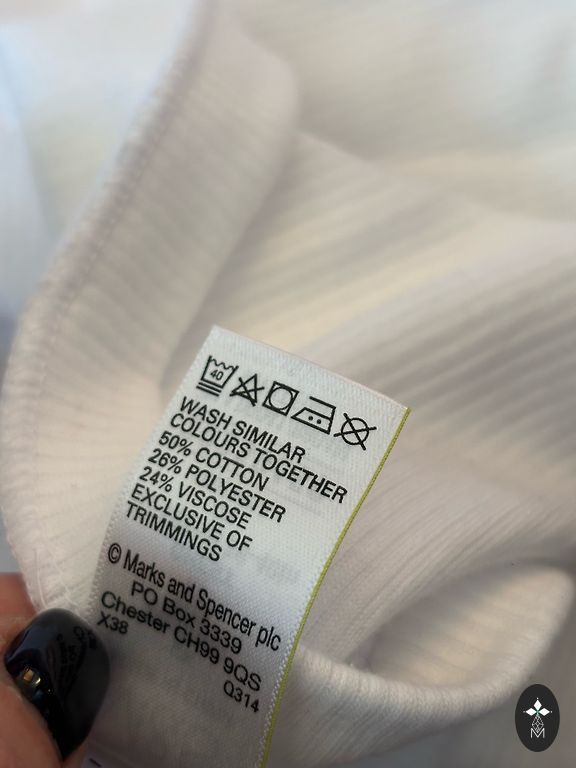 40
WASH SIMILAR
COLOURS TOGETHER
50% COTTON
26% POLYESTER
24% VISCOSE
EXCLUSIVE OF
TRIMMINGS
© Marks and Spencer plc
PO Box 3339
Chester CH99 9QS
X38
Q314
M